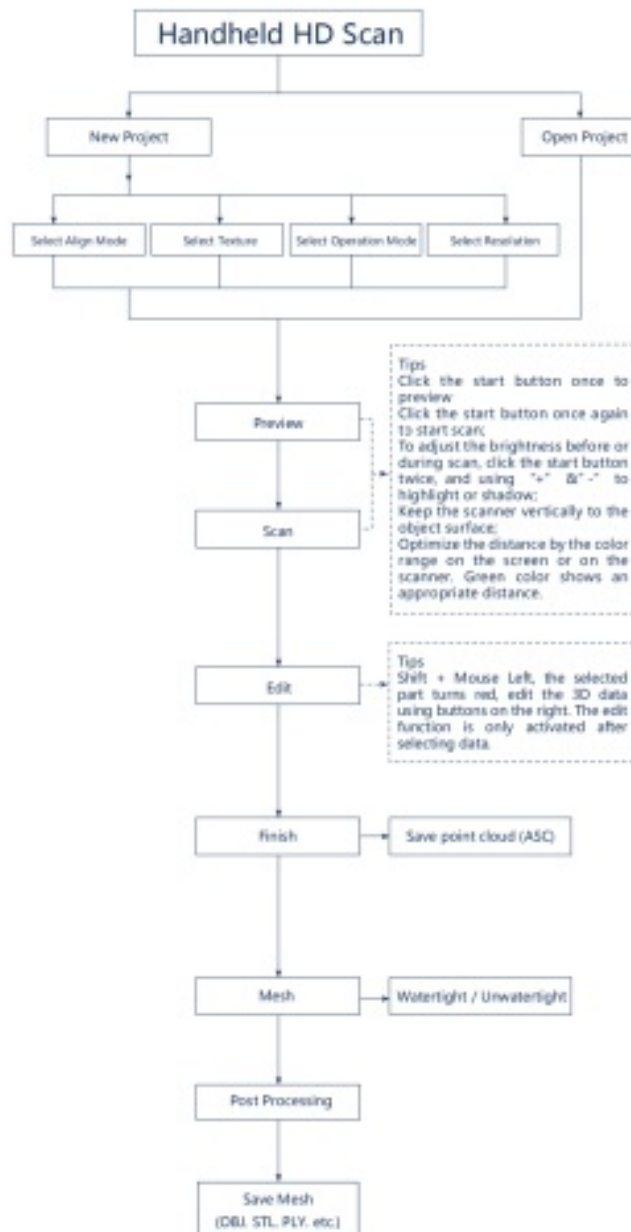 Handheld HD Scan
New Project
Open Project
Select Align Mode
Select Texture
Select Operation Mode
Select Resolution
Tips
Click the start button once to
preview
Click the start button once again
to start scan;
To adjust the brightness before or
during scan, click the start button
twice, and using "+" &"-" to
highlight or shadow;
Keep the scanner vertically to the
object surface;
Optimize the distance by the color
range on the screen or on the
scanner. Green color shows an
appropriate distance.
Preview
Scan
Tips
Shift + Mouse Left, the selected
part turns red, edit the 3D data
using buttons on the right. The edit
function is only activated after
selecting data.
Edit
Finish
Save point cloud (ASC)
Mesh
Watertight / Unwatertight
Post Processing
Save Mesh
(OBJ. STL. PLY. etc.)